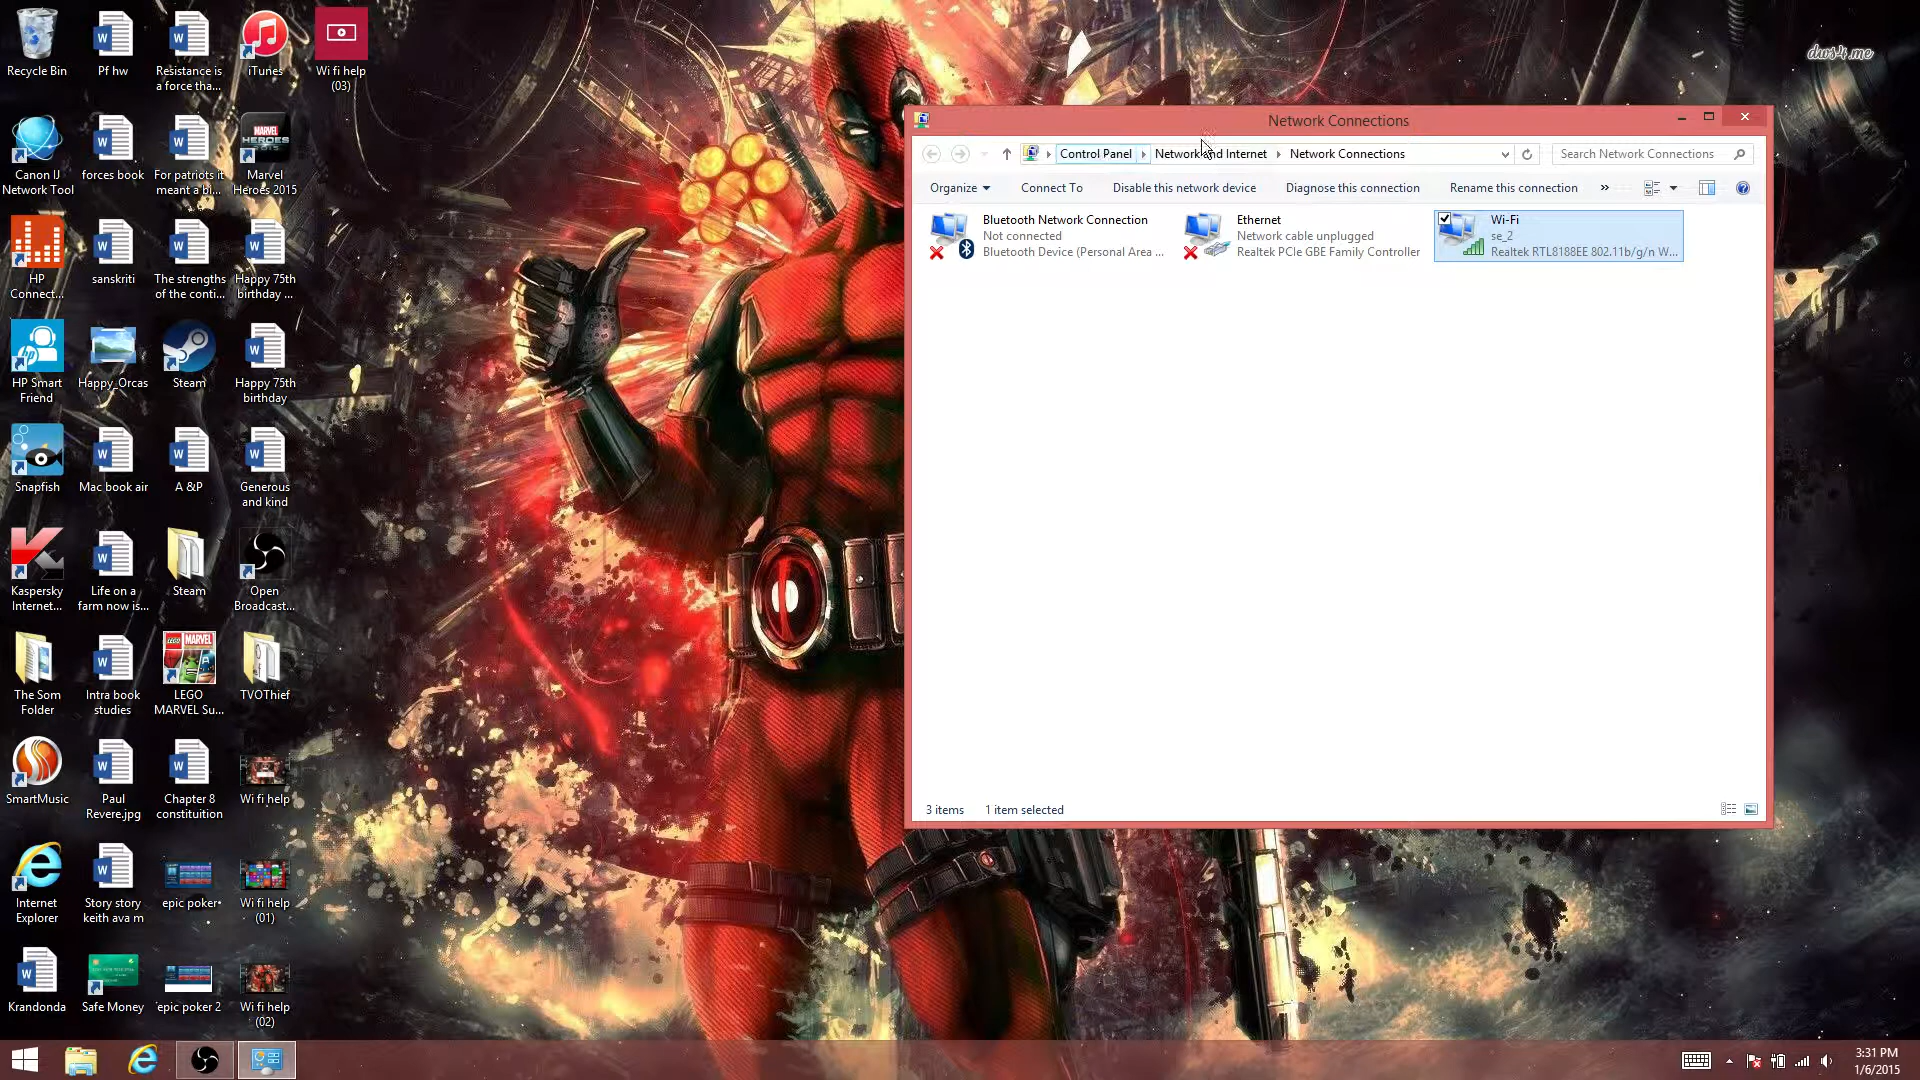 Recycle Bin
Pf hw
Resistance is
a force tha...
iTunes
Wi fi help
(03)
dws4.me
Canon IJ
Network Tool
forces book
For patriots it
meant a bi...
MARVEL
HEROES 2015
Marvel
Heroes 2015
HP
Connect...
sanskriti
The strengths
of the conti...
Happy 75th
birthday ...
HP Smart
Friend
Happy_Orcas
Steam
Happy 75th
birthday
Snapfish
Mac book air
A &P
Generous
and kind
Kaspersky
Internet...
Life on a
farm now is...
Steam
Open
Broadcast...
The Som
Folder
Intra book
studies
LEGO MARVEL
LEGO
MARVEL Su...
TVOThief
SmartMusic
Paul
Revere.jpg
Chapter 8
constituition
Wi fi help
Internet
Explorer
Story story
keith ava m
epic poker
Wi fi help
(01)
Krandonda
Safe Money
epic poker 2
Wi fi help
(02)
Network Connections
Control Panel
Network and Internet
Network Connections
Search Network Connections
Organize
Connect To
Disable this network device
Diagnose this connection
Rename this connection
»
Bluetooth Network Connection
Not connected
Bluetooth Device (Personal Area ...
Ethernet
Network cable unplugged
Realtek PCIe GBE Family Controller
Wi-Fi
se_2
Realtek RTL8188EE 802.11b/g/n W...
3 items
1 item selected
3:31 PM
1/6/2015